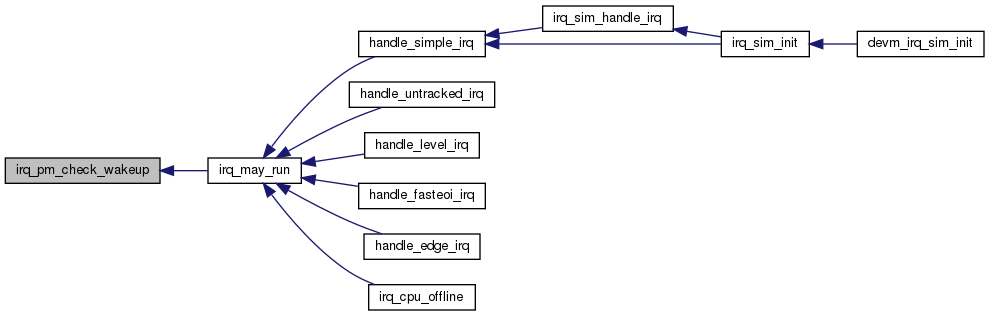 irq_sim_handle_irq
handle_simple_irq
irq_sim_init
devm_irq_sim_init
handle_untracked_irq
handle_level_irq
irq_pm_check_wakeup
irq_may_run
handle_fasteoi_irq
handle_edge_irq
irq_cpu_offline